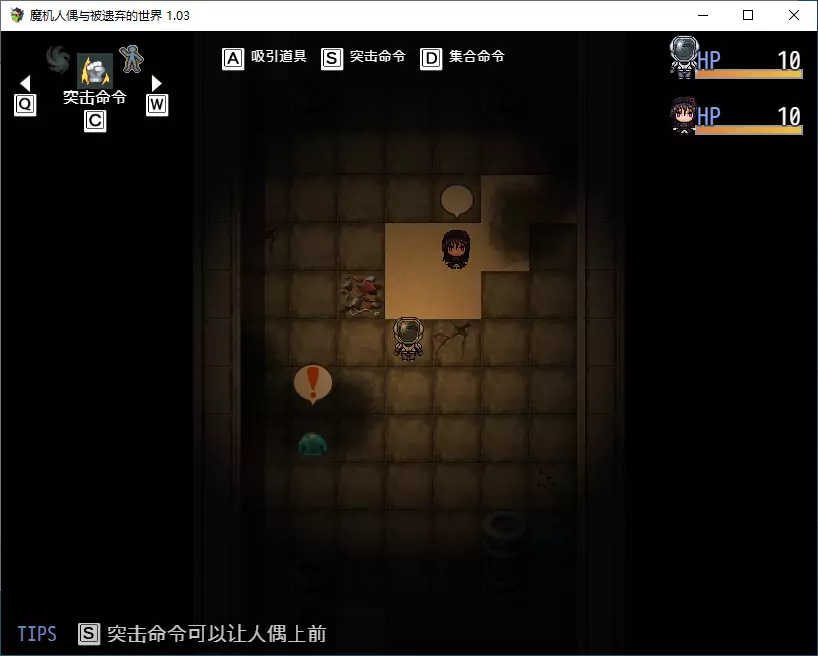 魔机人偶与被遗弃的世界 1.03
A 吸引道具 S 突击命令 D 集合命令
HP 10
突击命令
Q W
C
HP 10
TIPS S 突击命令可以让人偶上前